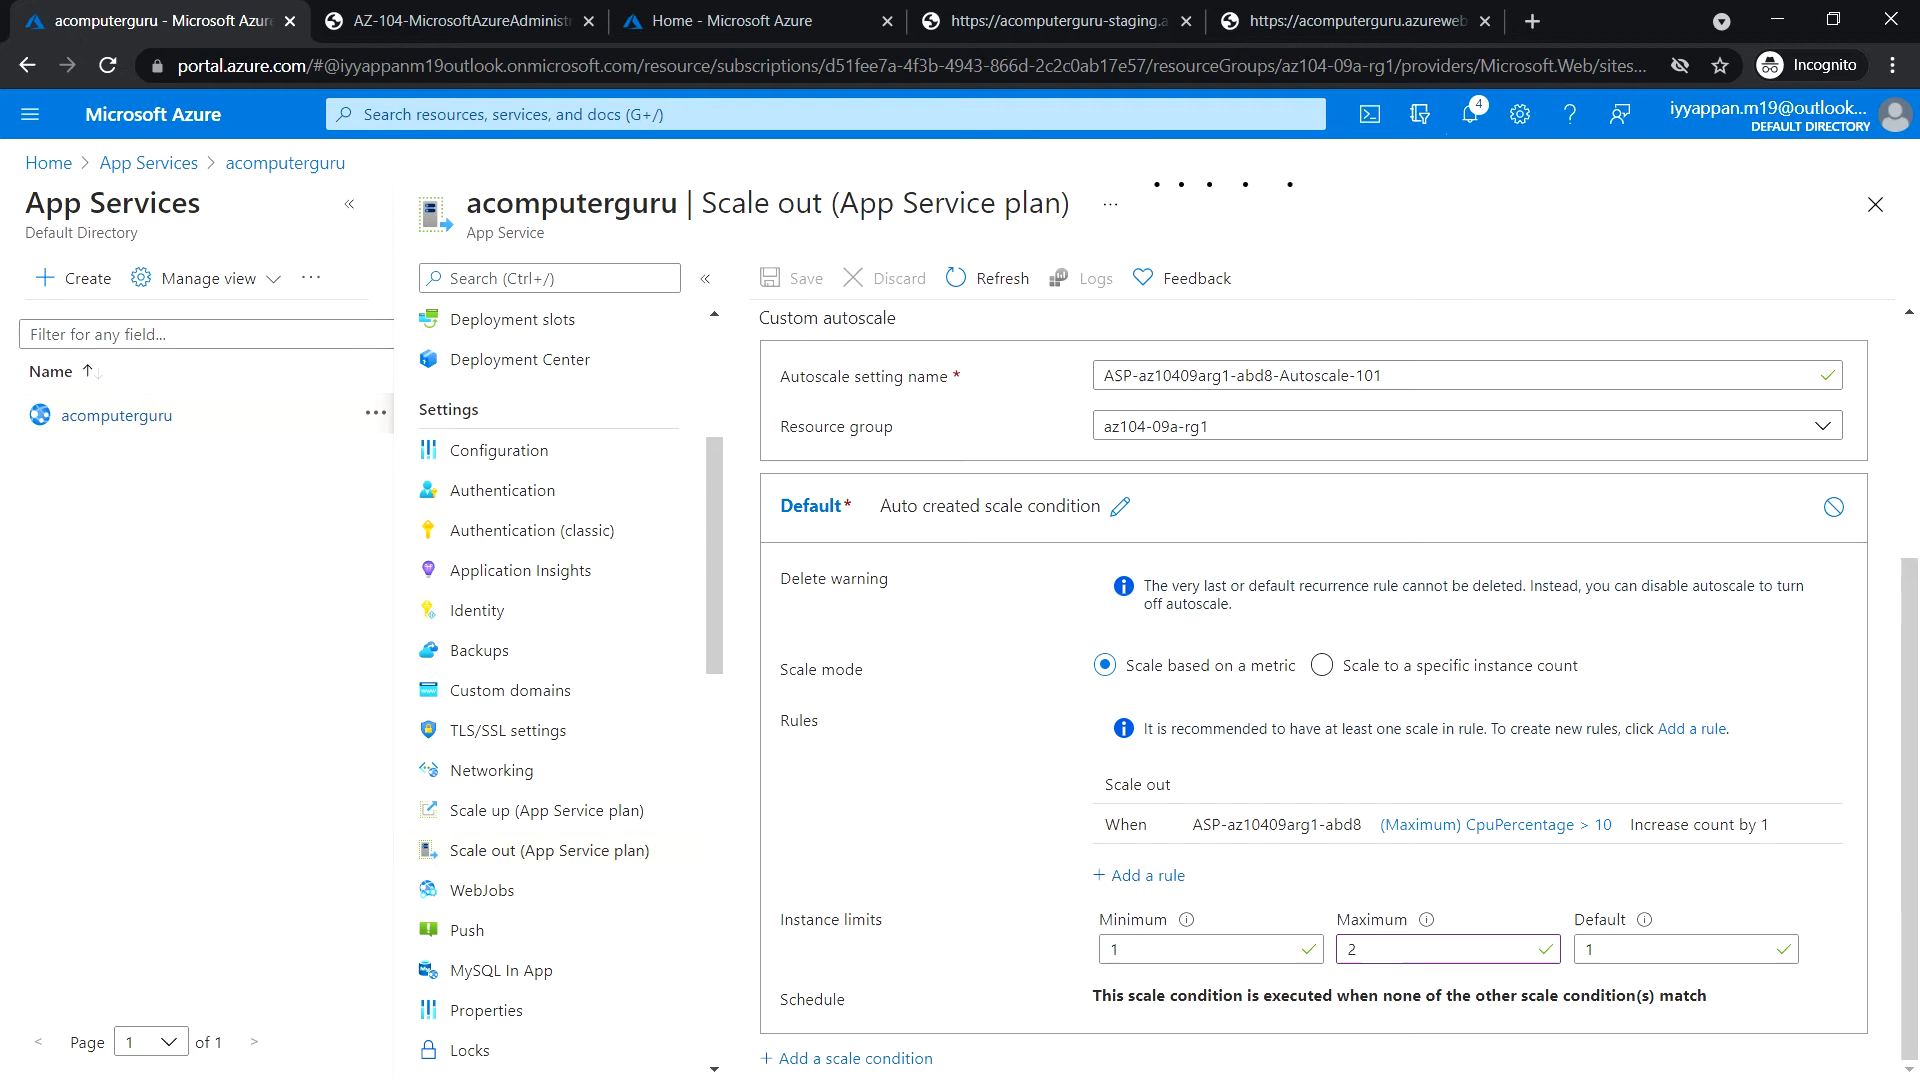 acomputerguru - Microsoft Azure
AZ-104-MicrosoftAzureAdministr
Home - Microsoft Azure
https://acomputerguru-staging.a
https://acomputerguru.azureweb
portal.azure.com/#@iyyappanm19outlook.onmicrosoft.com/resource/subscriptions/d51fee7a-4f3b-4943-866d-2c2c0ab17e57/resourceGroups/az104-09a-rg1/providers/Microsoft.Web/sites...
Incognito
Microsoft Azure
Search resources, services, and docs (G+/)
4
iyyappan.m19@outlook...
DEFAULT DIRECTORY
Home > App Services > acomputerguru
App Services
Default Directory
Create
Manage view
Filter for any field...
Name
acomputerguru
Page 1 of 1
acomputerguru | Scale out (App Service plan)
App Service
Search (Ctrl+/)
Deployment slots
Deployment Center
Settings
Configuration
Authentication
Authentication (classic)
Application Insights
Identity
Backups
Custom domains
TLS/SSL settings
Networking
Scale up (App Service plan)
Scale out (App Service plan)
WebJobs
Push
MySQL In App
Properties
Locks
Save
Discard
Refresh
Logs
Feedback
Custom autoscale
Autoscale setting name *
ASP-az10409arg1-abd8-Autoscale-101
Resource group
az104-09a-rg1
Default* Auto created scale condition
Delete warning
The very last or default recurrence rule cannot be deleted. Instead, you can disable autoscale to turn
off autoscale.
Scale mode
Scale based on a metric
Scale to a specific instance count
Rules
It is recommended to have at least one scale in rule. To create new rules, click Add a rule.
Scale out
When ASP-az10409arg1-abd8 (Maximum) CpuPercentage > 10 Increase count by 1
+ Add a rule
Instance limits
Minimum
Maximum
Default
1
2
1
Schedule
This scale condition is executed when none of the other scale condition(s) match
+ Add a scale condition